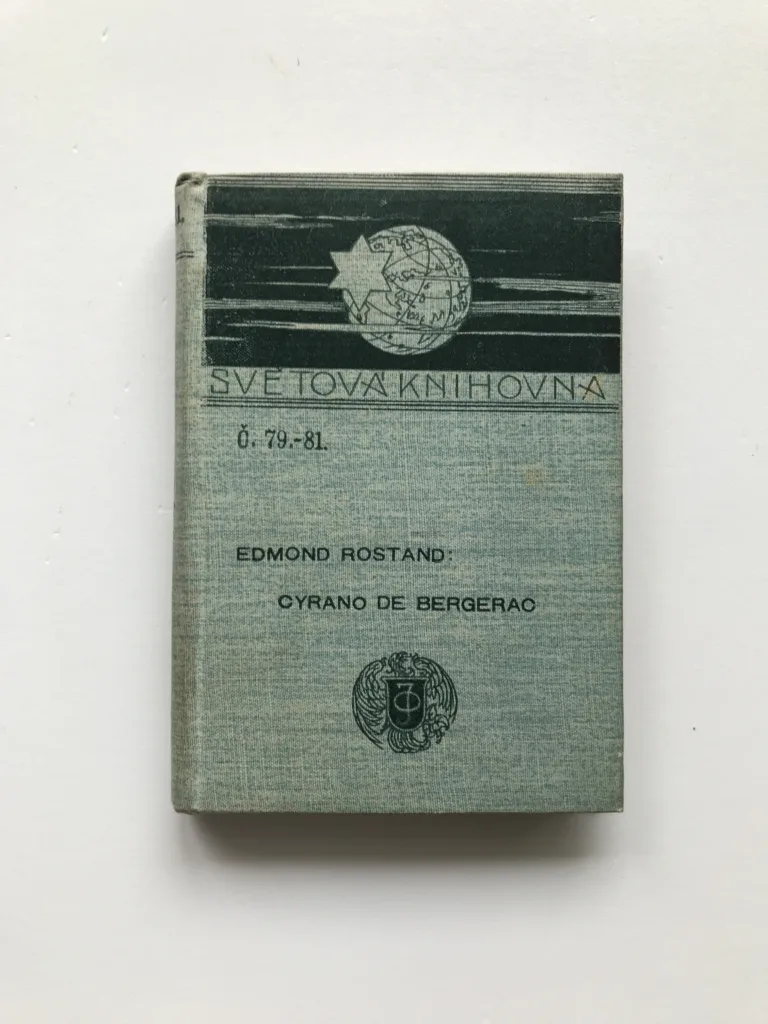 SVĚTOVÁ KNIHOVNA
Č. 79.-81.
EDMOND ROSTAND:
CYRANO DE BERGERAC